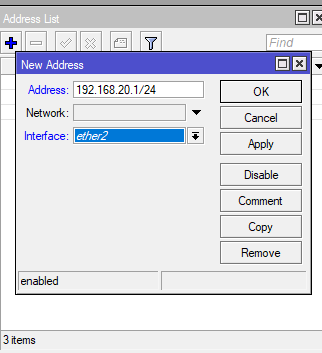 Address List
Find
New Address
Address: 192.168.20.1/24
Network:
Interface: ether2
OK
Cancel
Apply
Disable
Comment
Copy
Remove
enabled
3 items